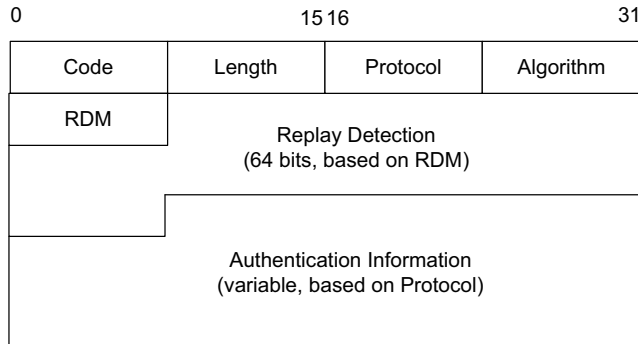 0 15 16 31
Code Length Protocol Algorithm
RDM
Replay Detection
(64 bits, based on RDM)
Authentication Information
(variable, based on Protocol)